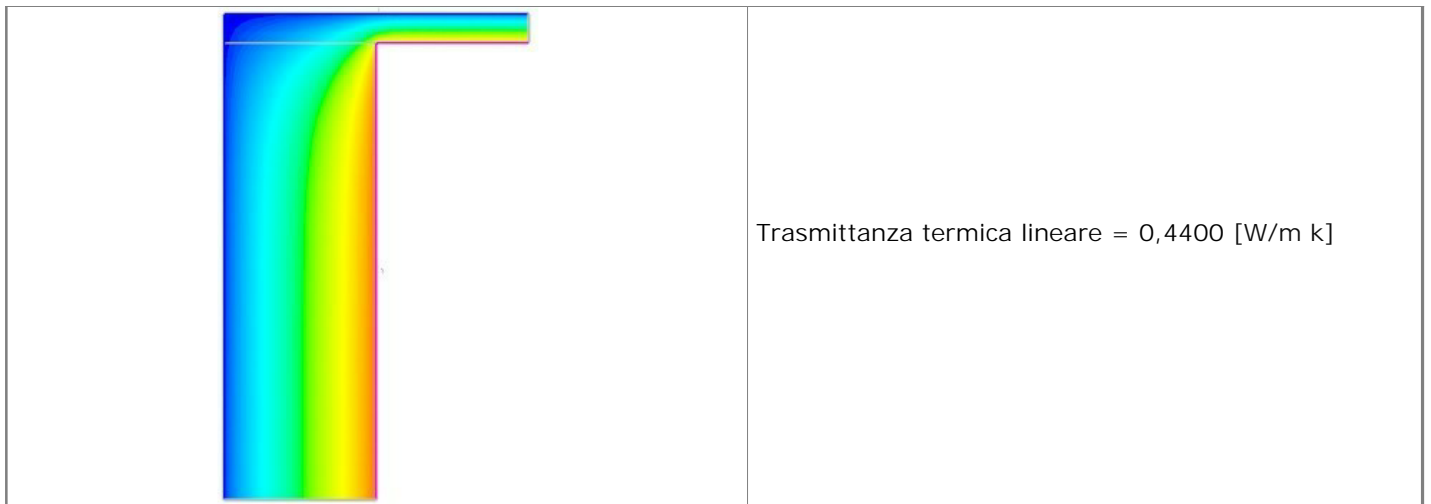 Trasmittanza termica lineare = 0,4400 [W/m k]